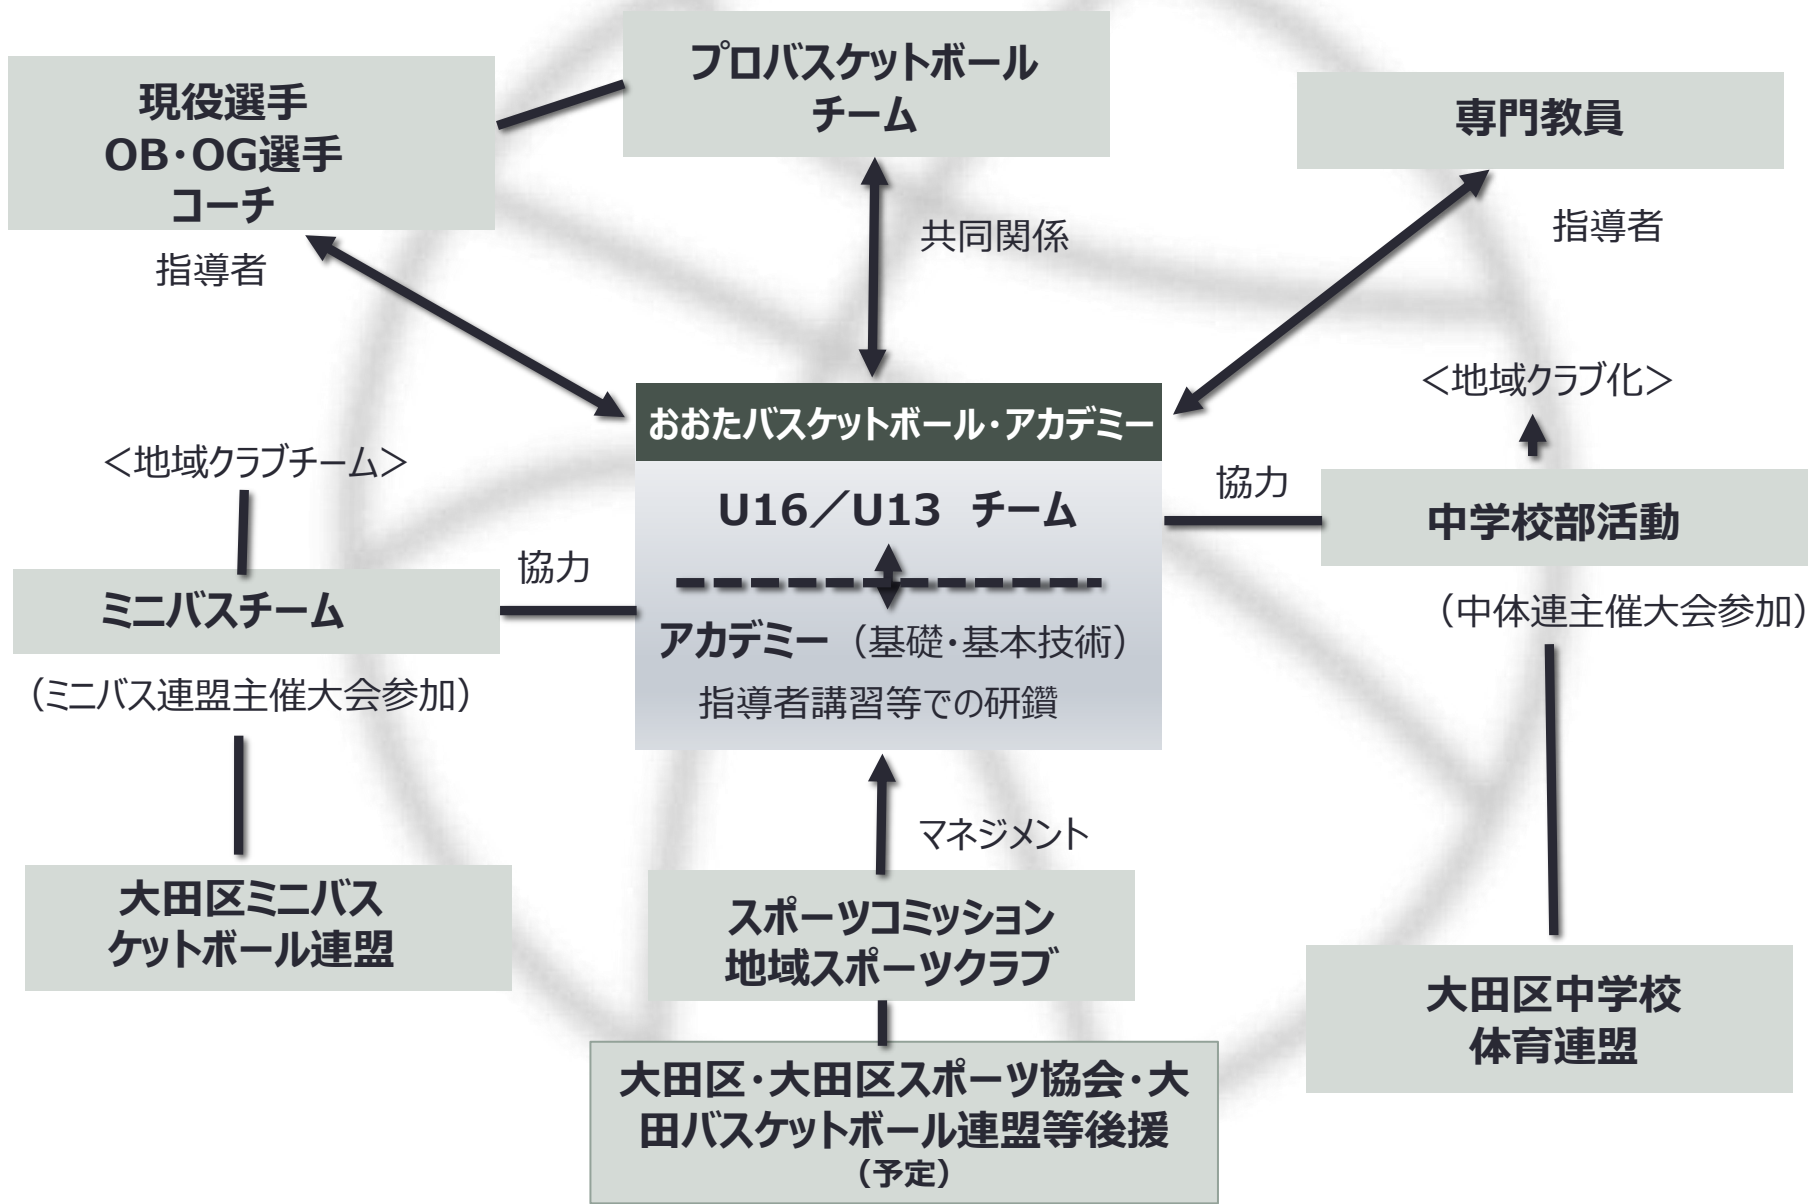 プロバスケットボール
チーム
現役選手
OB・OG選手
コーチ
専門教員
指導者
共同関係
指導者
おおたバスケットボール・アカデミー
U16／U13 チーム
アカデミー（基礎・基本技術）
指導者講習等での研鑽
＜地域クラブチーム＞
協力
ミニバスチーム
（ミニバス連盟主催大会参加）
＜地域クラブ化＞
協力
中学校部活動
（中体連主催大会参加）
マネジメント
大田区ミニバス
ケットボール連盟
スポーツコミッション
地域スポーツクラブ
大田区中学校
体育連盟
大田区・大田区スポーツ協会・大
田バスケットボール連盟等後援
（予定）